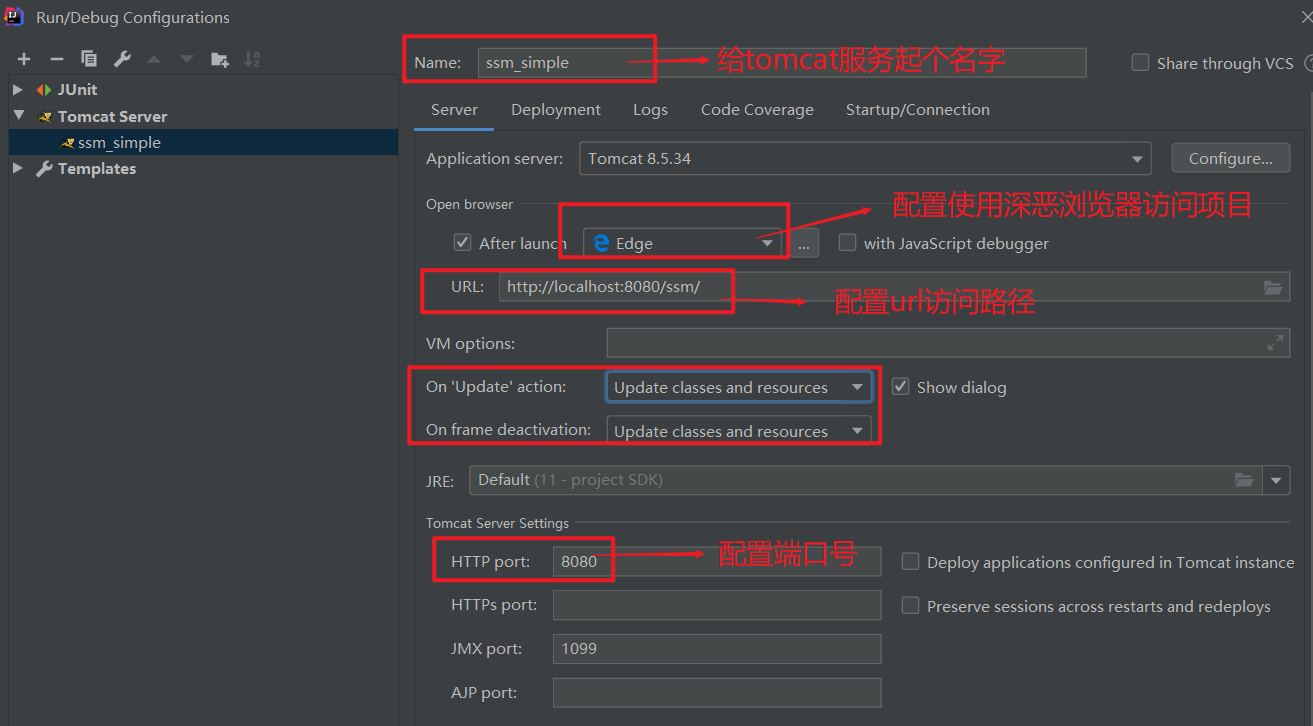 Run/Debug Configurations
Name: ssm_simple
给tomcat服务起个名字
Share through VCS
JUnit
Tomcat Server
ssm_simple
Templates
Server Deployment Logs Code Coverage Startup/Connection
Application server: Tomcat 8.5.34 Configure...
Open browser
配置使用深恶浏览器访问项目
After launch Edge ... with JavaScript debugger
URL: http://localhost:8080/ssm/
配置url访问路径
VM options:
On 'Update' action: Update classes and resources Show dialog
On frame deactivation: Update classes and resources
JRE: Default (11 - project SDK)
Tomcat Server Settings
HTTP port: 8080 配置端口号 Deploy applications configured in Tomcat instance
HTTPs port: Preserve sessions across restarts and redeploys
JMX port: 1099
AJP port: